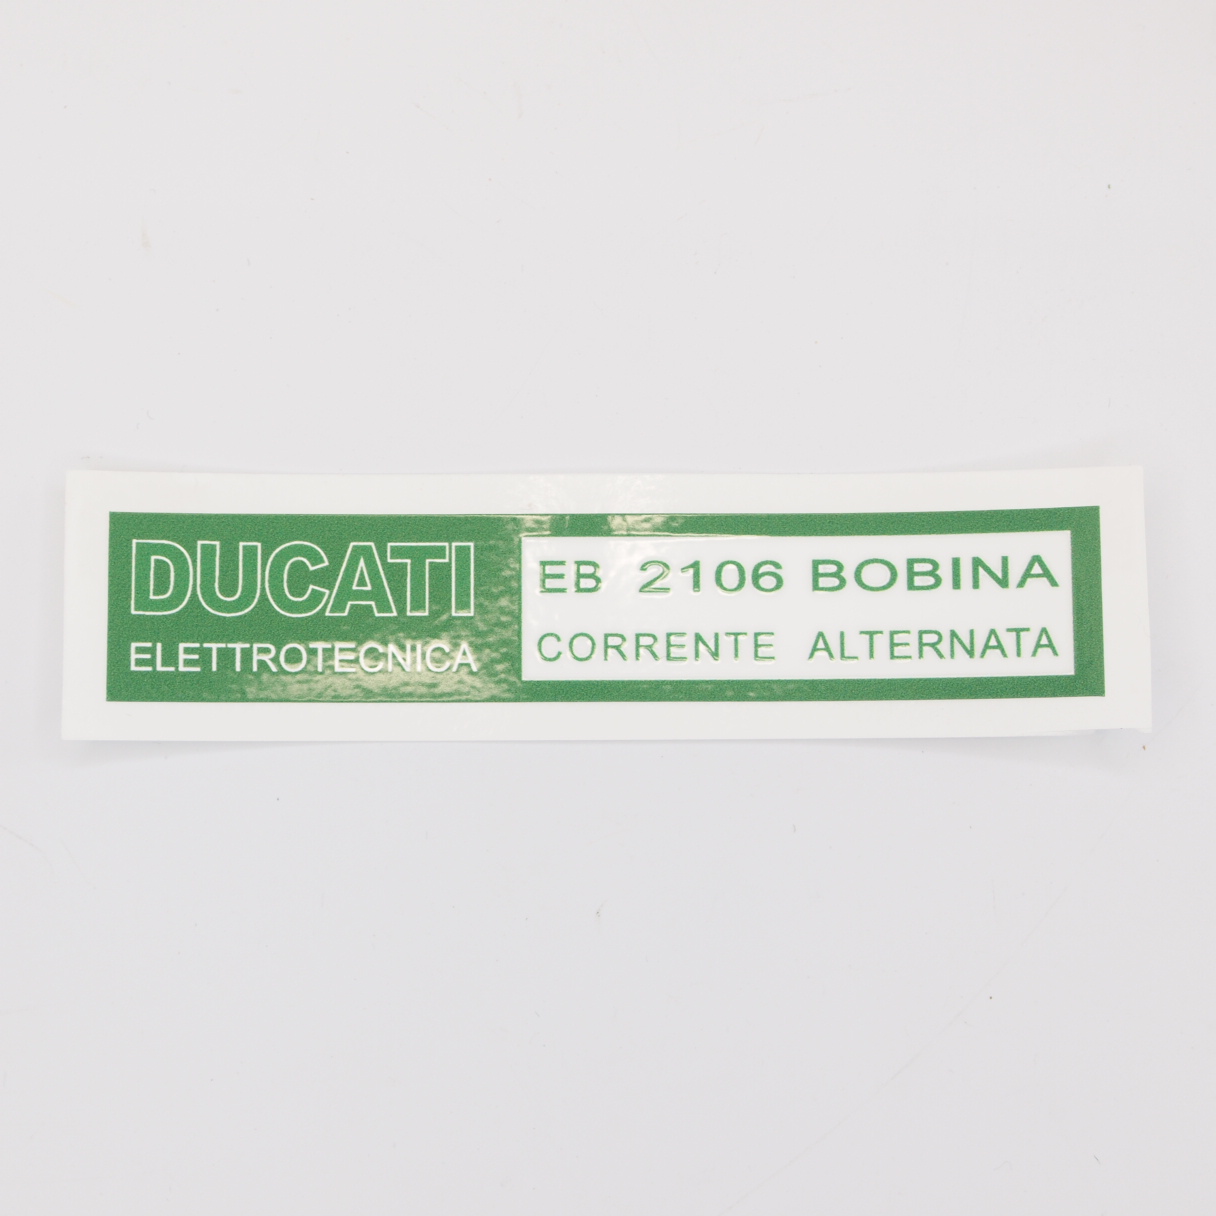 DUCATI
ELETTROTECNICA
EB 2106 BOBINA
CORRENTE ALTERNATA